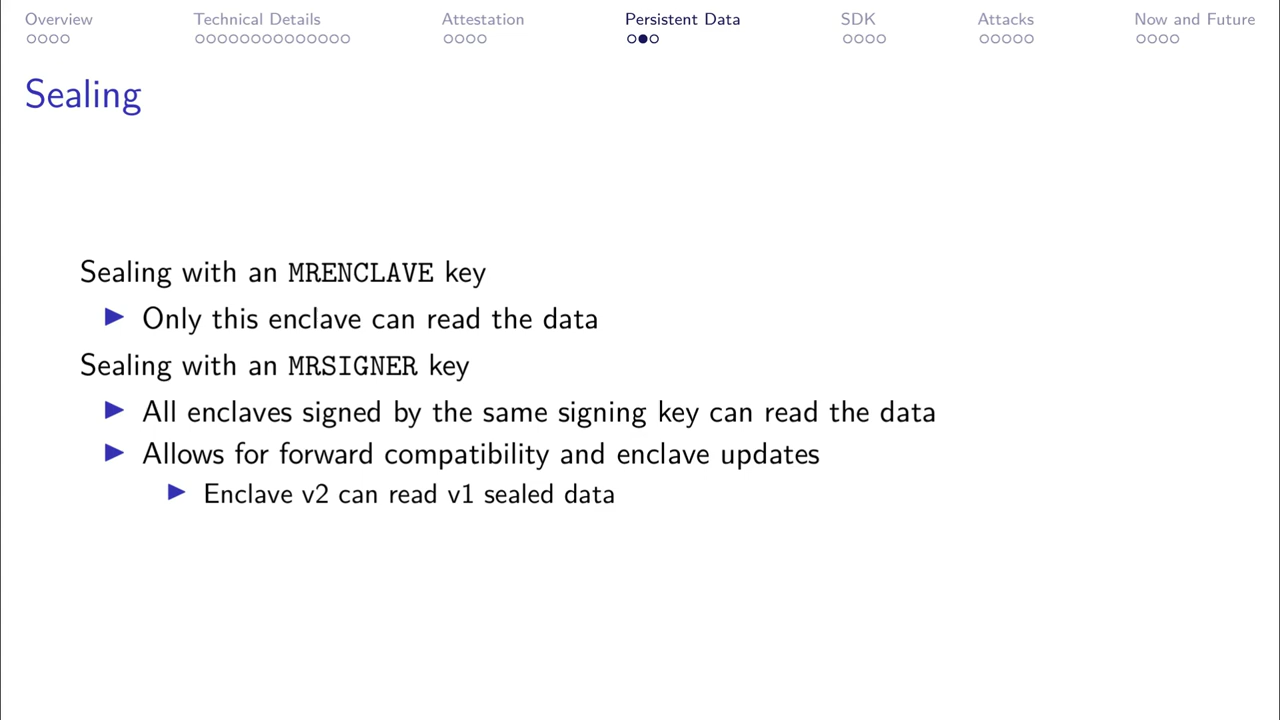 Overview Technical Details Attestation Persistent Data SDK Attacks Now and Future
Sealing
Sealing with an MRENCLAVE key
Only this enclave can read the data
Sealing with an MRSIGNER key
All enclaves signed by the same signing key can read the data
Allows for forward compatibility and enclave updates
Enclave v2 can read v1 sealed data